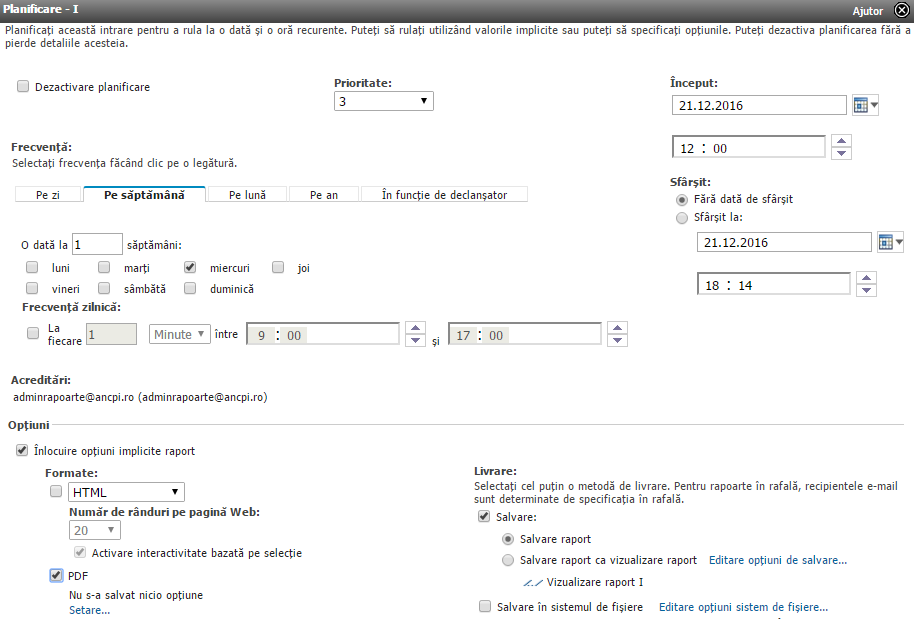 Planificare - I
Ajutor
Planificați această intrare pentru a rula la o dată și o oră recurente. Puteți să rulați utilizând valorile implicite sau puteți să specificați opțiunile. Puteți dezactiva planificarea fără a
pierde detaliile acesteia.
Dezactivare planificare
Prioritate:
3
Început:
21.12.2016
12 : 00
Frecvență:
Selectați frecvența făcând clic pe o legătură.
Pe zi
Pe săptămână
Pe lună
Pe an
În funcție de declanșator
Sfârșit:
Fără dată de sfârșit
Sfârșit la:
21.12.2016
18 : 14
O dată la 1 săptămâni:
luni marți miercuri joi
vineri sâmbătă duminică
Frecvență zilnică:
La
fiecare 1 Minute între 9 : 00 și 17 : 00
Acreditări:
adminrapoarte@ancpi.ro (adminrapoarte@ancpi.ro)
Opțiuni
Înlocuire opțiuni implicite raport
Formate:
HTML
Număr de rânduri pe pagină Web:
20
Activare interactivitate bazată pe selecție
PDF
Nu s-a salvat nicio opțiune
Setare...
Livrare:
Selectați cel puțin o metodă de livrare. Pentru rapoarte în rafală, recipientele e-mail
sunt determinate de specificația în rafală.
Salvare:
Salvare raport
Salvare raport ca vizualizare raport Editare opțiuni de salvare...
Vizualizare raport I
Salvare în sistemul de fișiere Editare opțiuni sistem de fișiere...